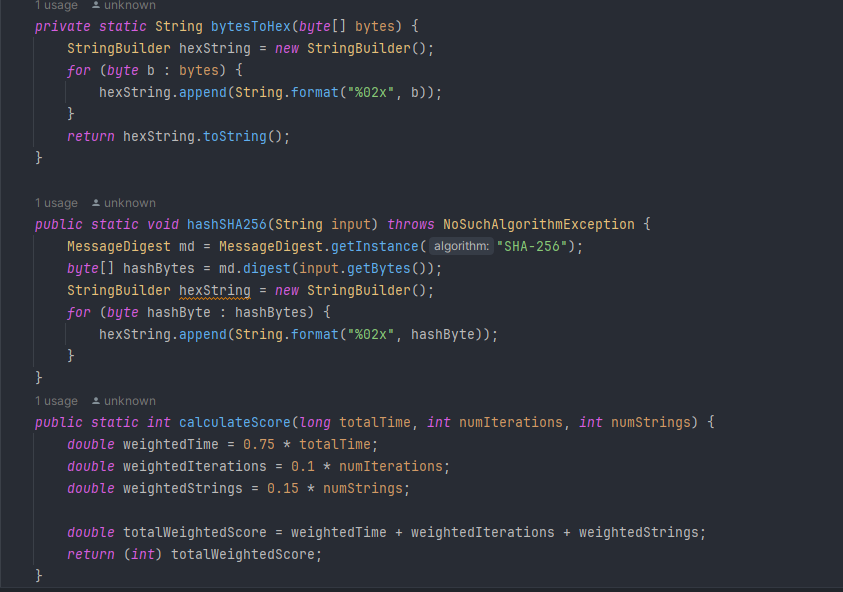 1 usage unknown
private static String bytesToHex(byte[] bytes) {
    StringBuilder hexString = new StringBuilder();
    for (byte b : bytes) {
        hexString.append(String.format("%02x", b));
    }
    return hexString.toString();
}
1 usage unknown
public static void hashSHA256(String input) throws NoSuchAlgorithmException {
    MessageDigest md = MessageDigest.getInstance( algorithm: "SHA-256");
    byte[] hashBytes = md.digest(input.getBytes());
    StringBuilder hexString = new StringBuilder();
    for (byte hashByte : hashBytes) {
        hexString.append(String.format("%02x", hashByte));
    }
}
1 usage unknown
public static int calculateScore(long totalTime, int numIterations, int numStrings) {
    double weightedTime = 0.75 * totalTime;
    double weightedIterations = 0.1 * numIterations;
    double weightedStrings = 0.15 * numStrings;
    double totalWeightedScore = weightedTime + weightedIterations + weightedStrings;
    return (int) totalWeightedScore;
}